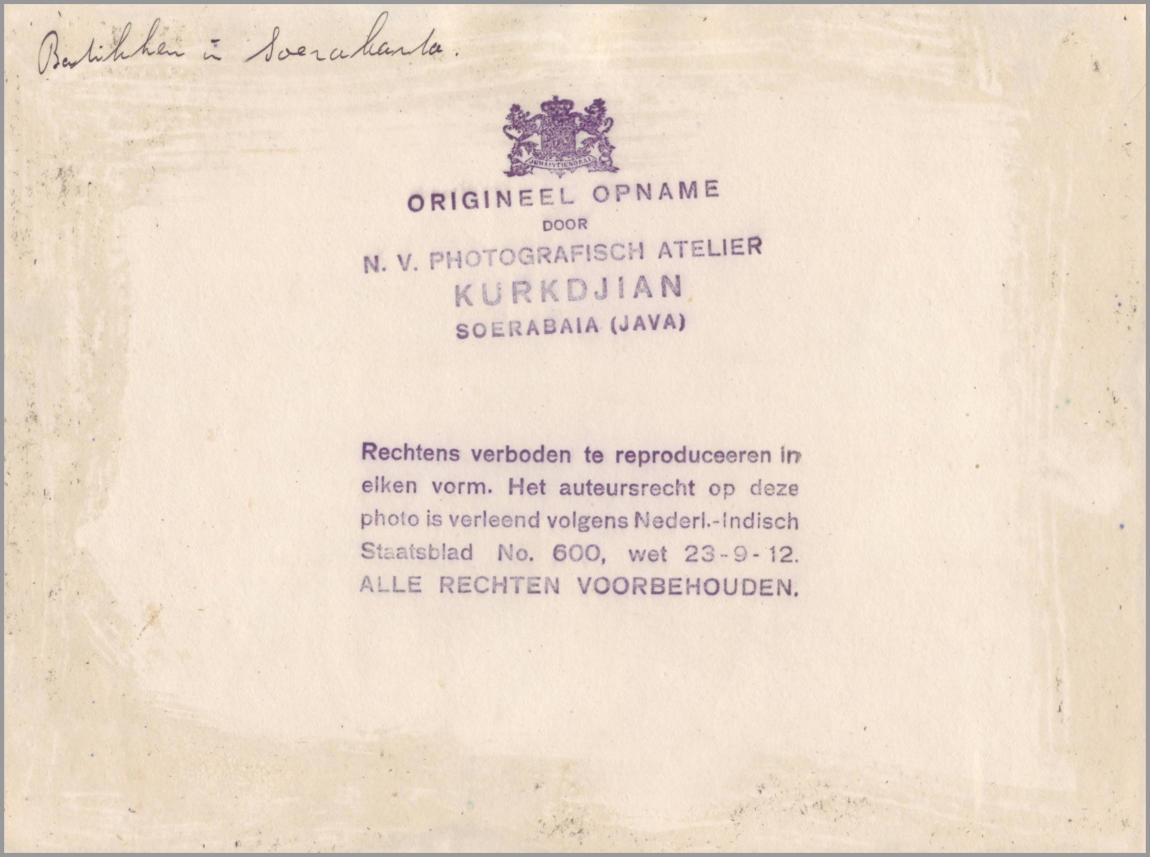 Batikken in Soerakarta.
ORIGINEEL OPNAME
DOOR
N. V. PHOTOGRAFISCH ATELIER
KURKDJIAN
SOERABAIA (JAVA)
Rechtens verboden te reproduceeren in
elken vorm. Het auteursrecht op deze
photo is verleend volgens Nederl.-Indisch
Staatsblad No. 600, wet 23-9-12.
ALLE RECHTEN VOORBEHOUDEN.